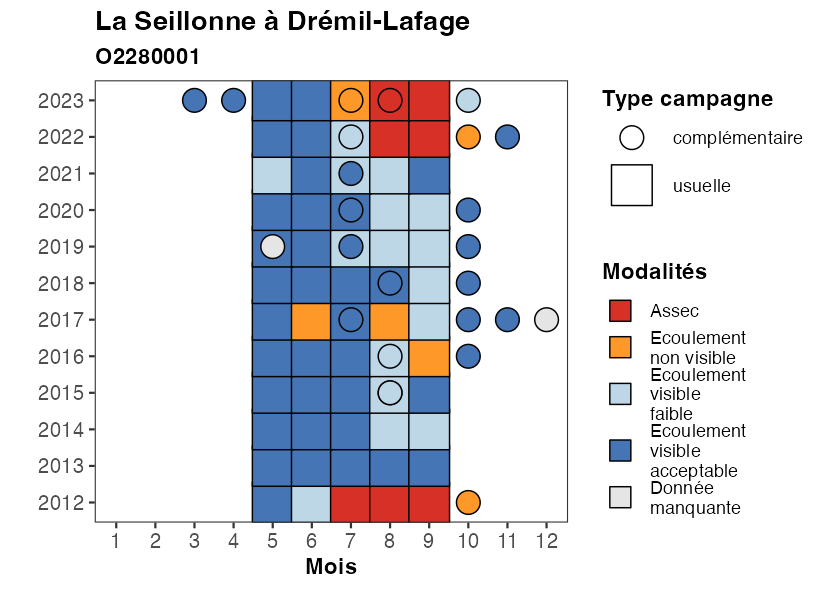 La Seillonne à Drémil-Lafage
O2280001
2023
2022
2021
2020
2019
2018
2017
2016
2015
2014
2013
2012
1 2 3 4 5 6 7 8 9 10 11 12
Mois
Type campagne
complémentaire
usuelle
Modalités
Assec
Ecoulement
non visible
Ecoulement
visible
faible
Ecoulement
visible
acceptable
Donnée
manquante